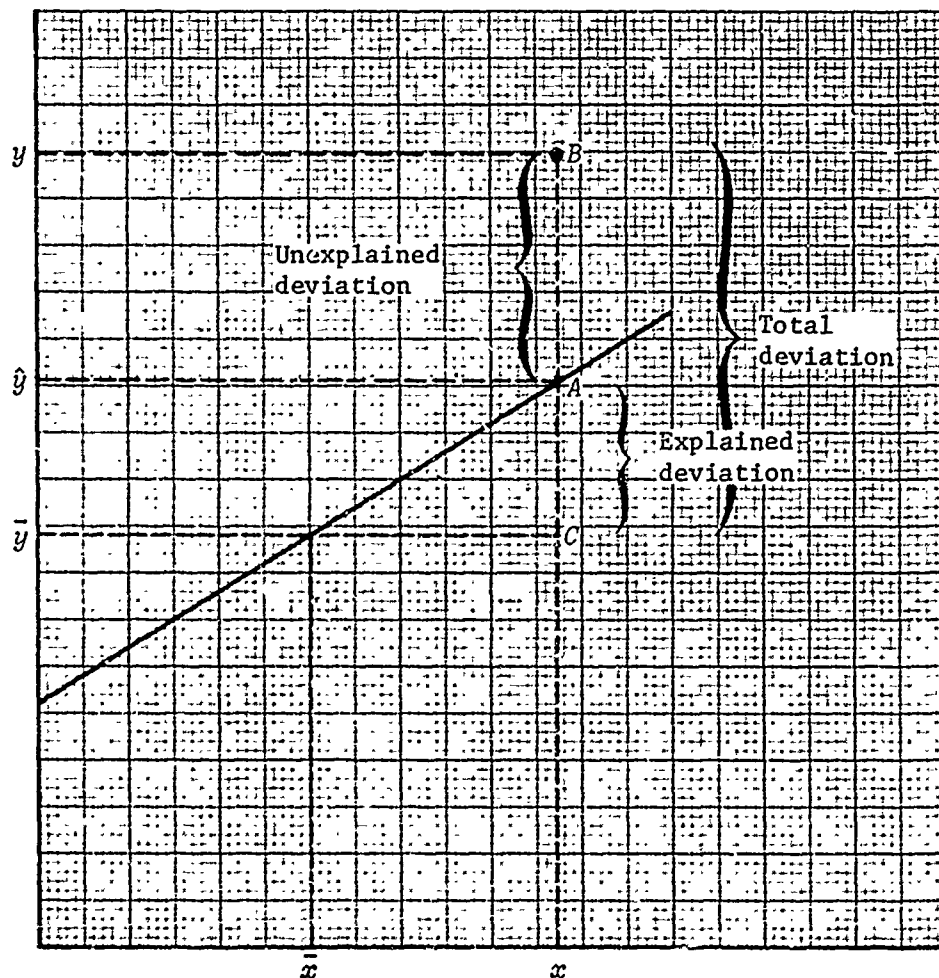 y
B
Unexplained
deviation
Total
deviation
ŷ
A
Explained
deviation
ȳ
C
x̄
x